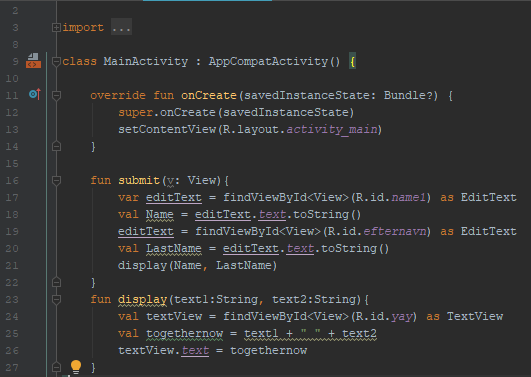 2
3 import ...
8
9 class MainActivity : AppCompatActivity() {
10
11 override fun onCreate(savedInstanceState: Bundle?) {
12 super.onCreate(savedInstanceState)
13 setContentView(R.layout.activity_main)
14 }
15
16 fun submit(v: View){
17 var editText = findViewById<View>(R.id.name1) as EditText
18 val Name = editText.text.toString()
19 editText = findViewById<View>(R.id.efternavn) as EditText
20 val LastName = editText.text.toString()
21 display(Name, LastName)
22 }
23 fun display(text1:String, text2:String){
24 val textView = findViewById<View>(R.id.yay) as TextView
25 val togethernow = text1 + " " + text2
26 textView.text = togethernow
27 }